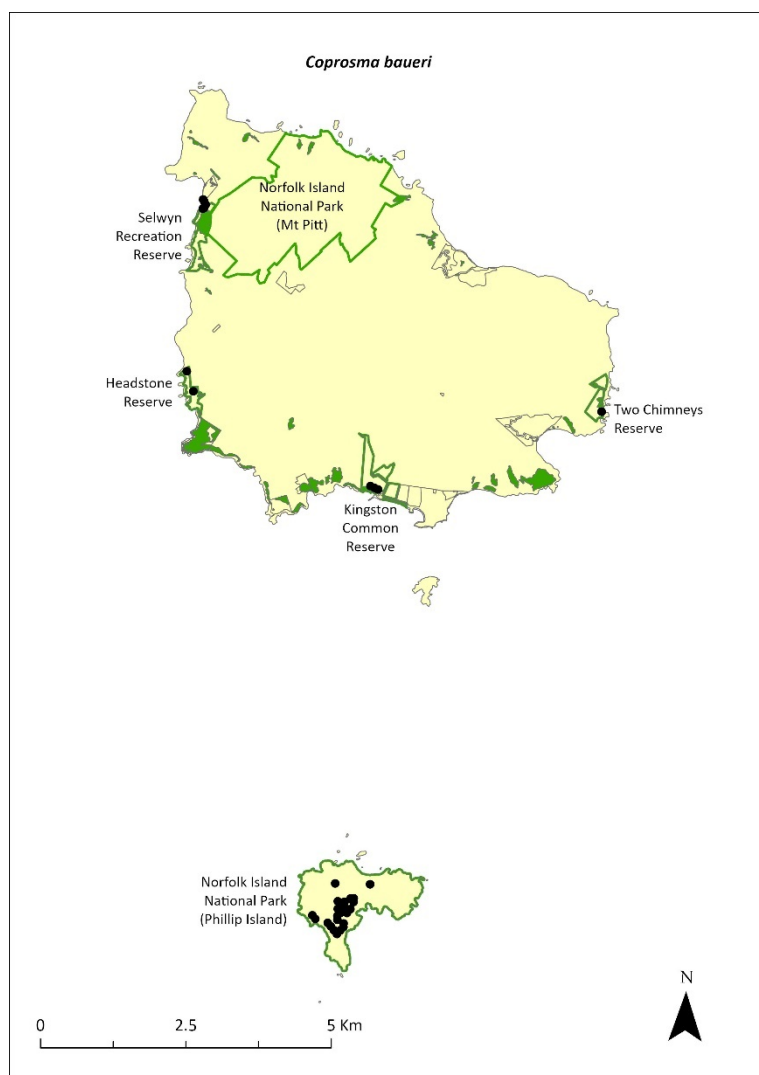 Coprosma baueri
Norfolk Island
National Park
(Mt Pitt)
Selwyn
Recreation
Reserve
Headstone
Reserve
Two Chimneys
Reserve
Kingston
Common
Reserve
Norfolk Island
National Park
(Phillip Island)
N
0 2.5 5 Km